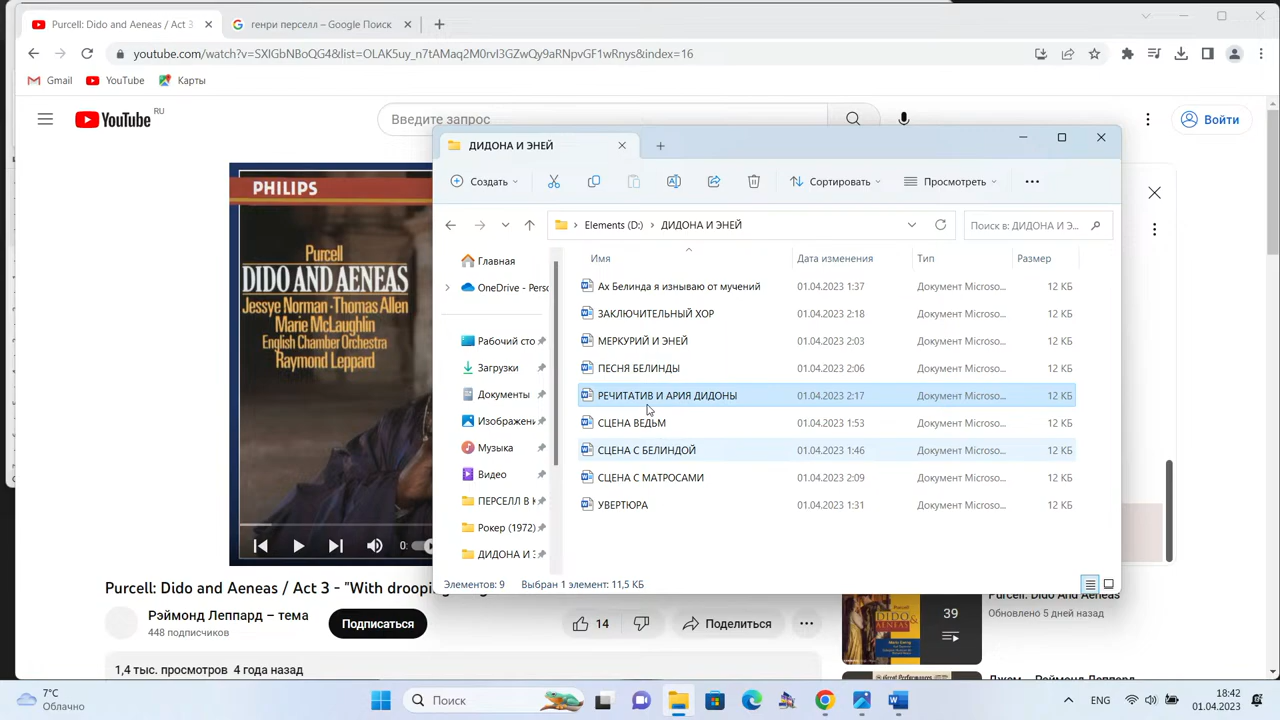 Purcell: Dido and Aeneas / Act 3
генри перселл – Google Поиск
youtube.com/watch?v=SXIGbNBoQG4&list=OLAK5uy_n7tAMaq2M0rvI3GZwQy9aRNpvGF1wRnys&index=16
Gmail YouTube Карты
YouTube RU
Введите запрос
Войти
PHILIPS
Purcell
DIDO AND AENEAS
Jessye Norman · Thomas Allen
Marie McLaughlin
English Chamber Orchestra
Raymond Leppard
0:
ДИДОНА И ЭНЕЙ
Создать
Сортировать
Просмотреть
Elements (D:) ДИДОНА И ЭНЕЙ
Поиск в: ДИДОНА И Э...
Главная
OneDrive - Perso
Рабочий сто
Загрузки
Документы
Изображени
Музыка
Видео
ПЕРСЕЛЛ В К
Рокер (1972)
ДИДОНА И Э
Имя Дата изменения Тип Размер
Ах Белинда я изнываю от мучений 01.04.2023 1:37 Документ Microso... 12 КБ
ЗАКЛЮЧИТЕЛЬНЫЙ ХОР 01.04.2023 2:18 Документ Microso... 12 КБ
МЕРКУРИЙ И ЭНЕЙ 01.04.2023 2:03 Документ Microso... 12 КБ
ПЕСНЯ БЕЛИНДЫ 01.04.2023 2:06 Документ Microso... 12 КБ
РЕЧИТАТИВ И АРИЯ ДИДОНЫ 01.04.2023 2:17 Документ Microso... 12 КБ
СЦЕНА ВЕДЬМ 01.04.2023 1:53 Документ Microso... 12 КБ
СЦЕНА С БЕЛИНДОЙ 01.04.2023 1:46 Документ Microso... 12 КБ
СЦЕНА С МАТРОСАМИ 01.04.2023 2:09 Документ Microso... 12 КБ
УВЕРТЮРА 01.04.2023 1:31 Документ Microso... 12 КБ
Элементов: 9 Выбран 1 элемент: 11,5 КБ
Purcell: Dido and Aeneas / Act 3 - "With droopi
Рэймонд Леппард – тема
448 подписчиков
Подписаться
14
Поделиться
1,4 тыс. просмотров 4 года назад
39
Purcell: Dido And Aeneas
Обновлено 5 дней назад
7°C
Облачно
Поиск
ENG
18:42
01.04.2023